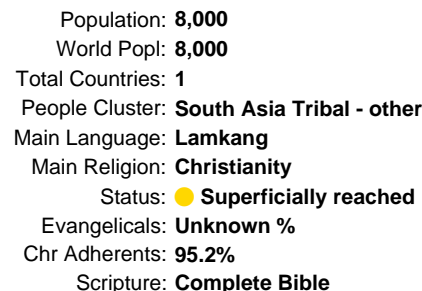 Population: 8,000
World Popl: 8,000
Total Countries: 1
People Cluster: South Asia Tribal - other
Main Language: Lamkang
Main Religion: Christianity
Status: Superficially reached
Evangelicals: Unknown %
Chr Adherents: 95.2%
Scripture: Complete Bible